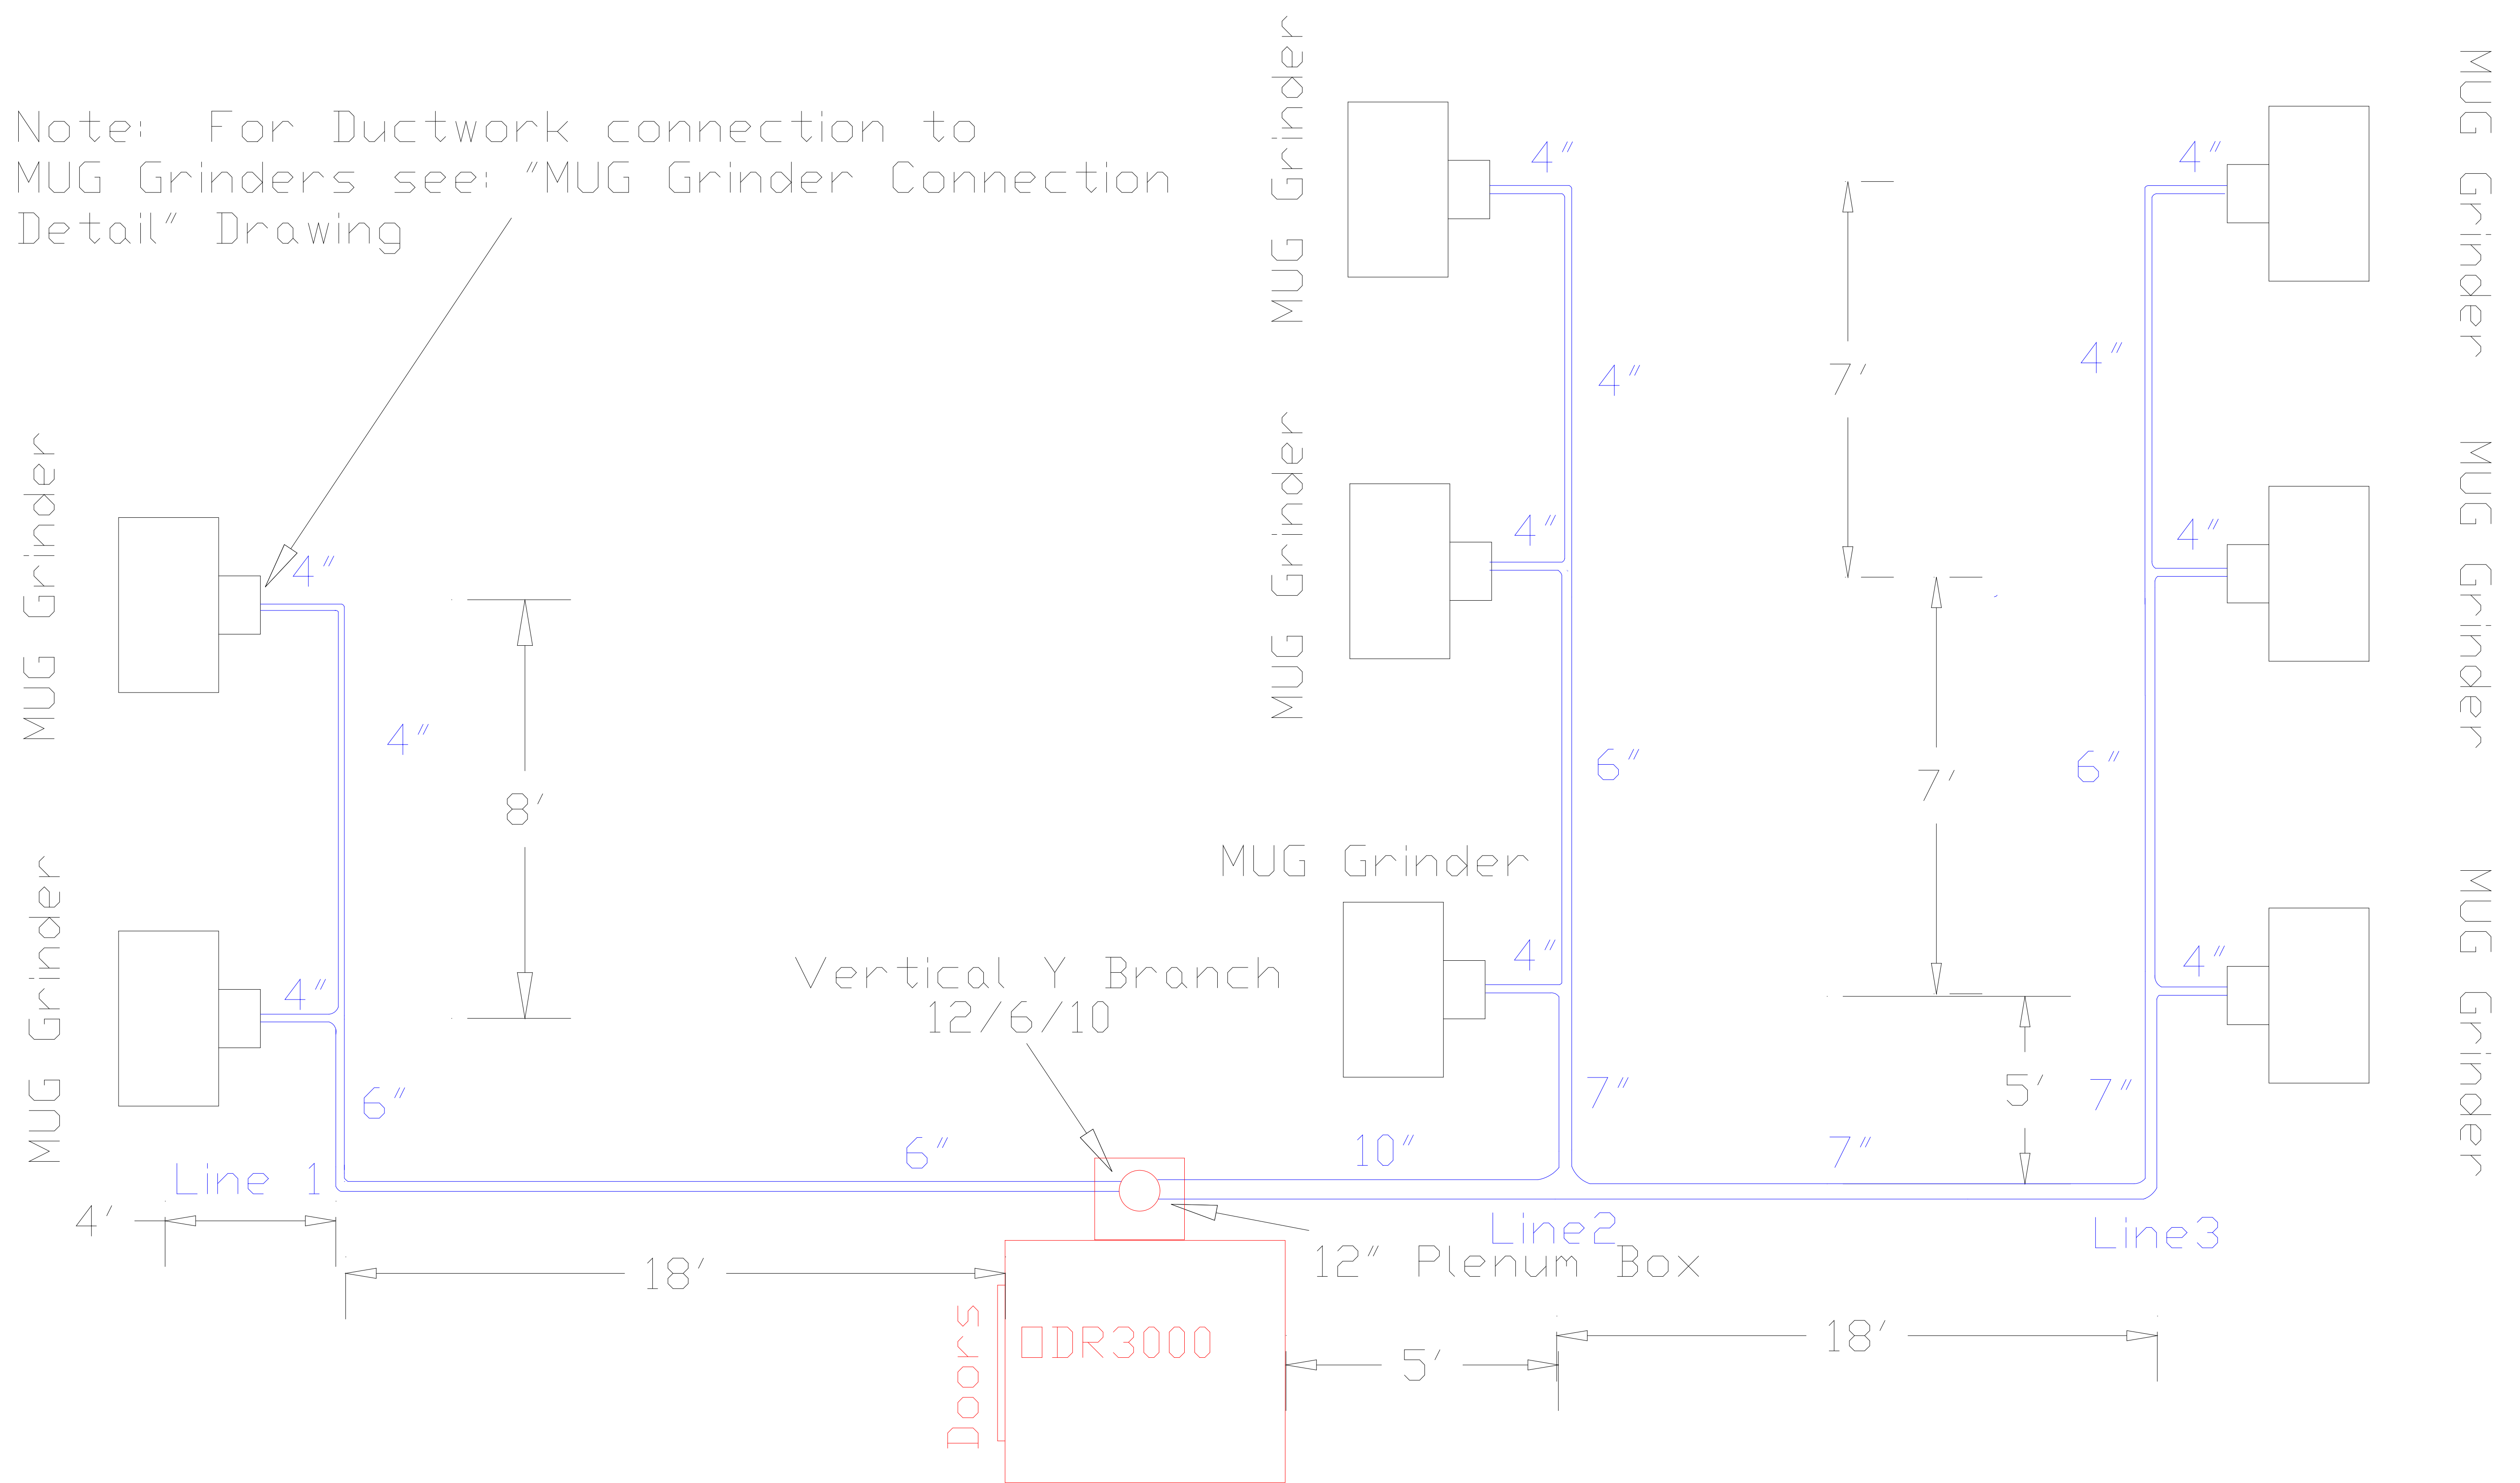 Note: For Ductwork connection to
MUG Grinders see: "MUG Grinder Connection
Detail" Drawing
MUG Grinder
MUG Grinder
4"
4"
7'
4"
4"
MUG Grinder
MUG Grinder
MUG Grinder
4"
4"
4"
4"
8'
6"
7'
6"
MUG Grinder
MUG Grinder
MUG Grinder
4"
Vertical Y Branch
12/6/10
4"
4"
6"
6"
10"
7"
7"
5'
7"
Line 1
4'
18'
12" Plenum Box
Line2
Line3
Doors
DDR3000
5'
18'